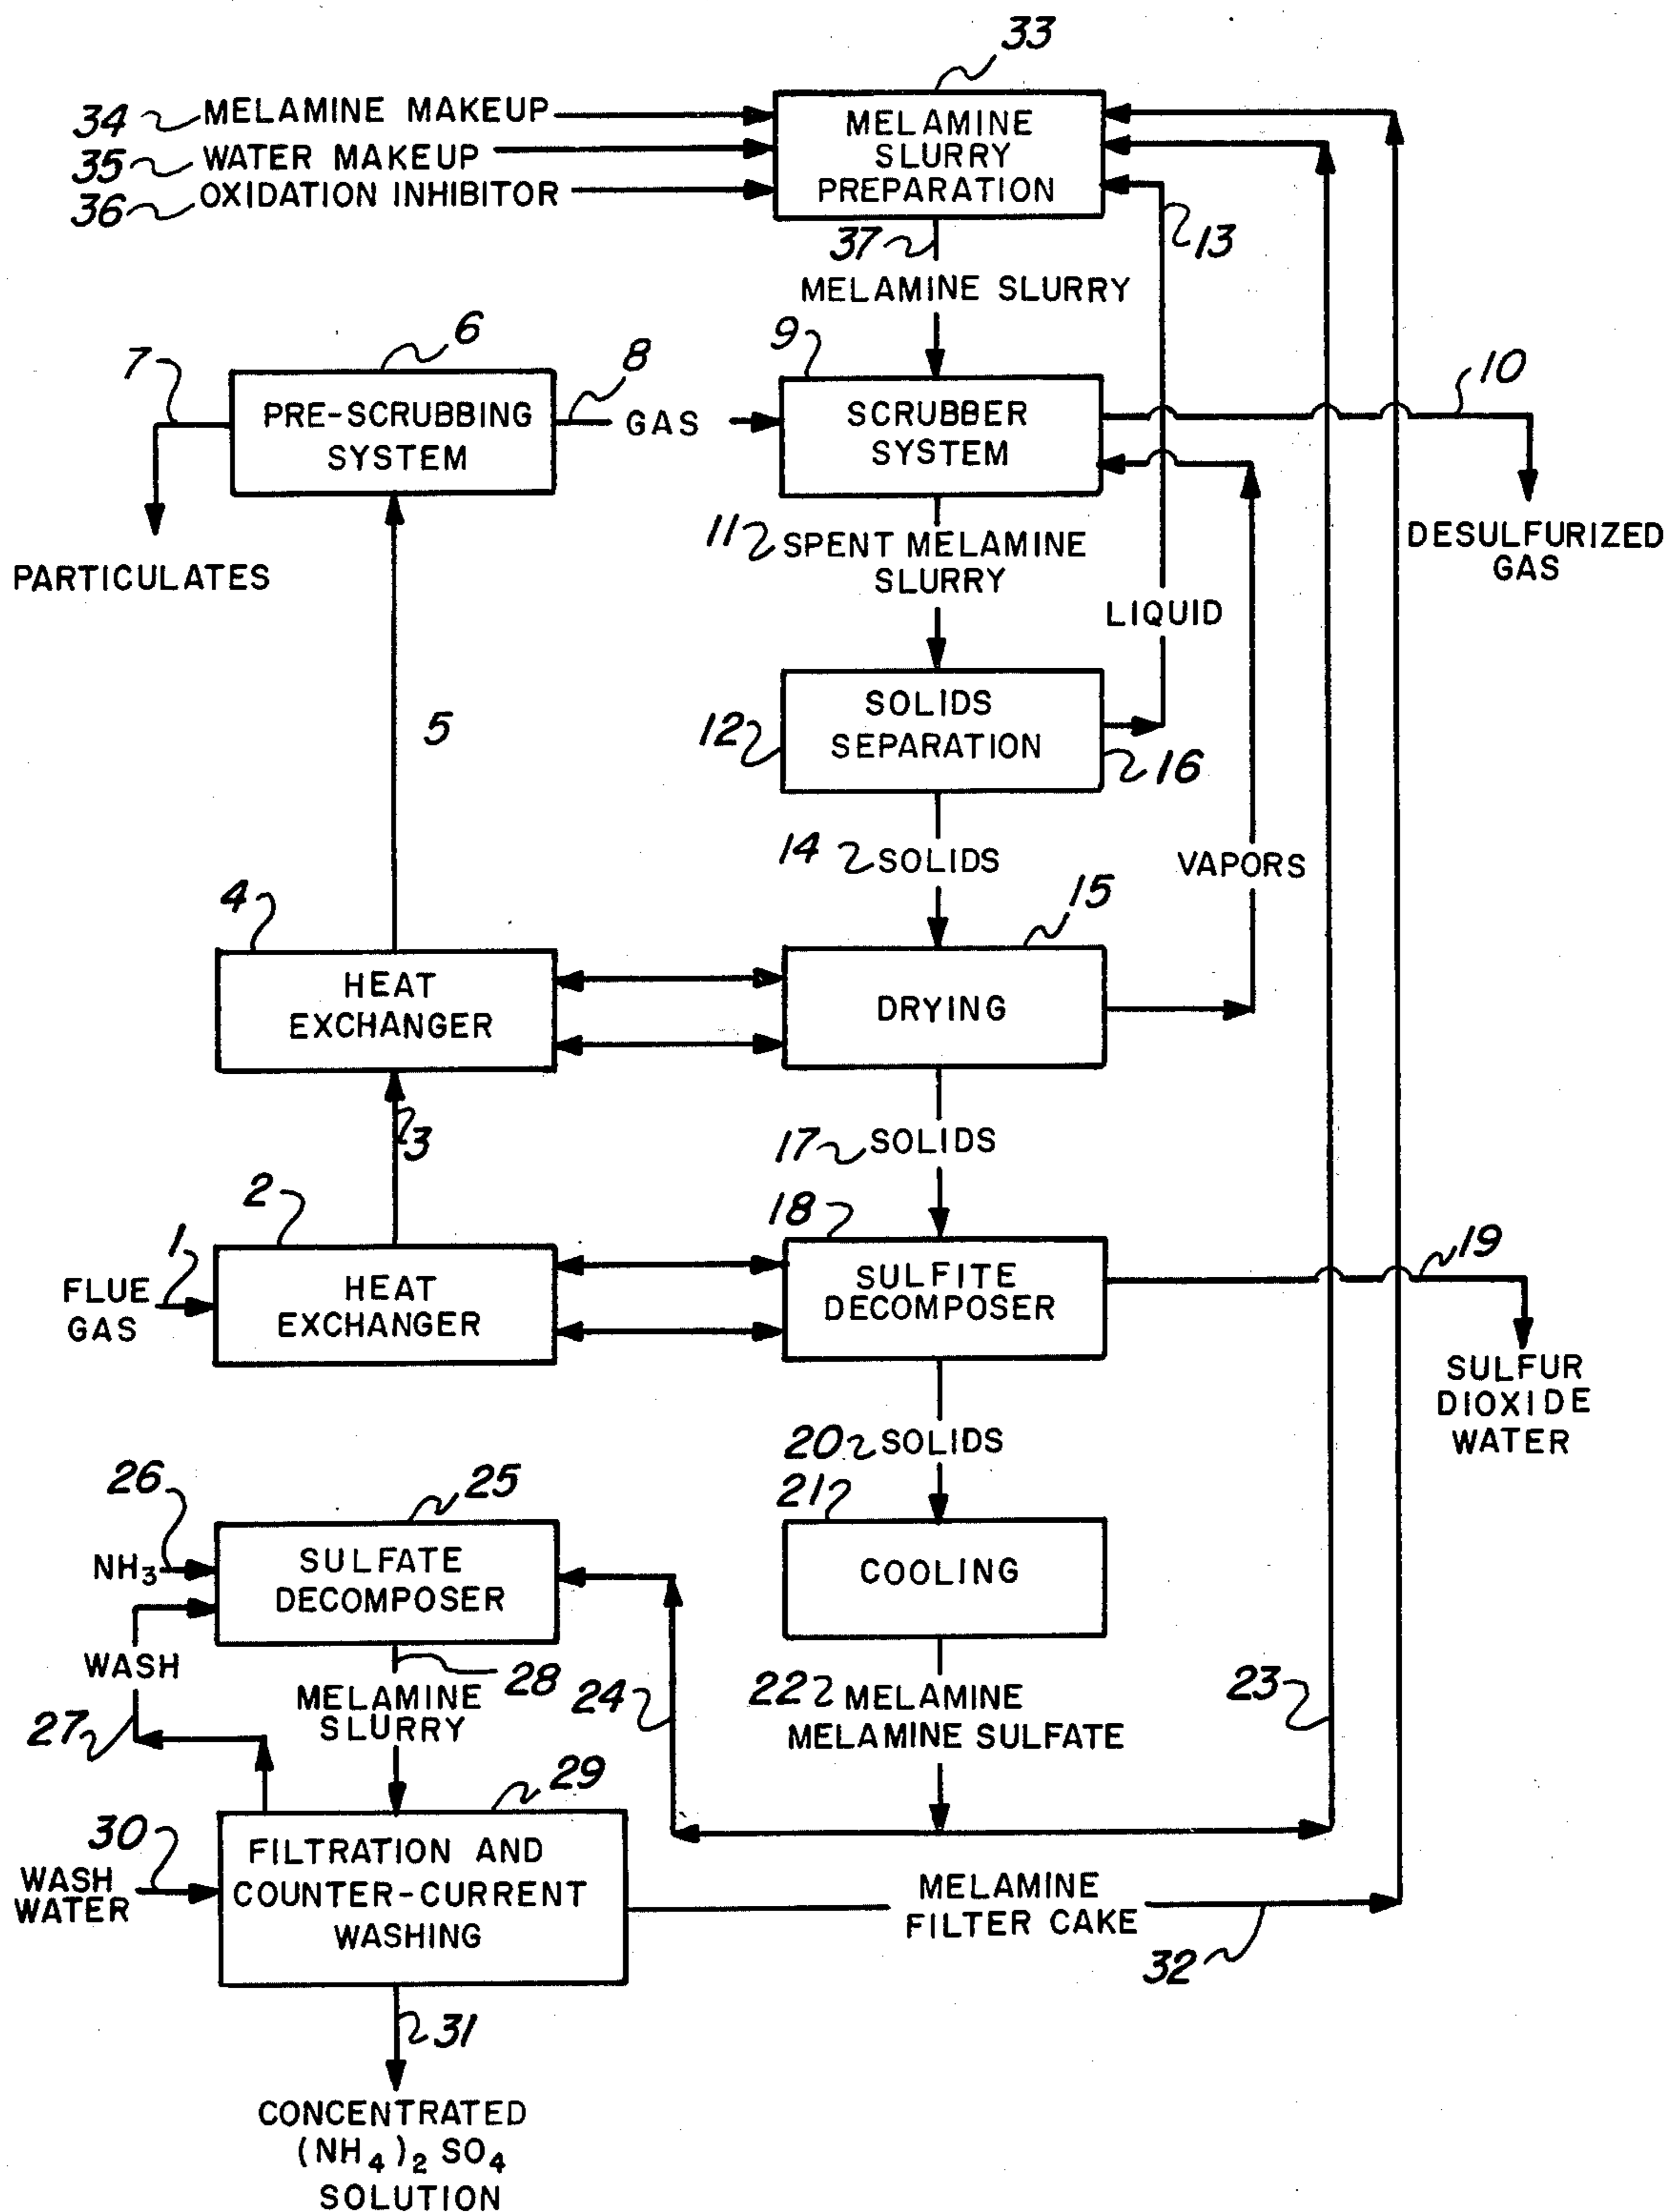 33
34 MELAMINE MAKEUP
35 WATER MAKEUP
36 OXIDATION INHIBITOR
MELAMINE
SLURRY
PREPARATION
13
37
MELAMINE SLURRY
6
7
8
9
10
PRE-SCRUBBING
SYSTEM
GAS
SCRUBBER
SYSTEM
PARTICULATES
11 SPENT MELAMINE
SLURRY
DESULFURIZED
GAS
LIQUID
5
12
SOLIDS
SEPARATION
16
14 SOLIDS
VAPORS
4
15
HEAT
EXCHANGER
DRYING
3
17 SOLIDS
2
18
1
19
FLUE
GAS
HEAT
EXCHANGER
SULFITE
DECOMPOSER
SULFUR
DIOXIDE
WATER
20 SOLIDS
26
25
21
NH3
SULFATE
DECOMPOSER
COOLING
WASH
28
24
23
27
MELAMINE
SLURRY
22 MELAMINE
MELAMINE SULFATE
29
30
WASH
WATER
FILTRATION AND
COUNTER-CURRENT
WASHING
MELAMINE
FILTER CAKE
32
31
CONCENTRATED
(NH4)2 SO4
SOLUTION